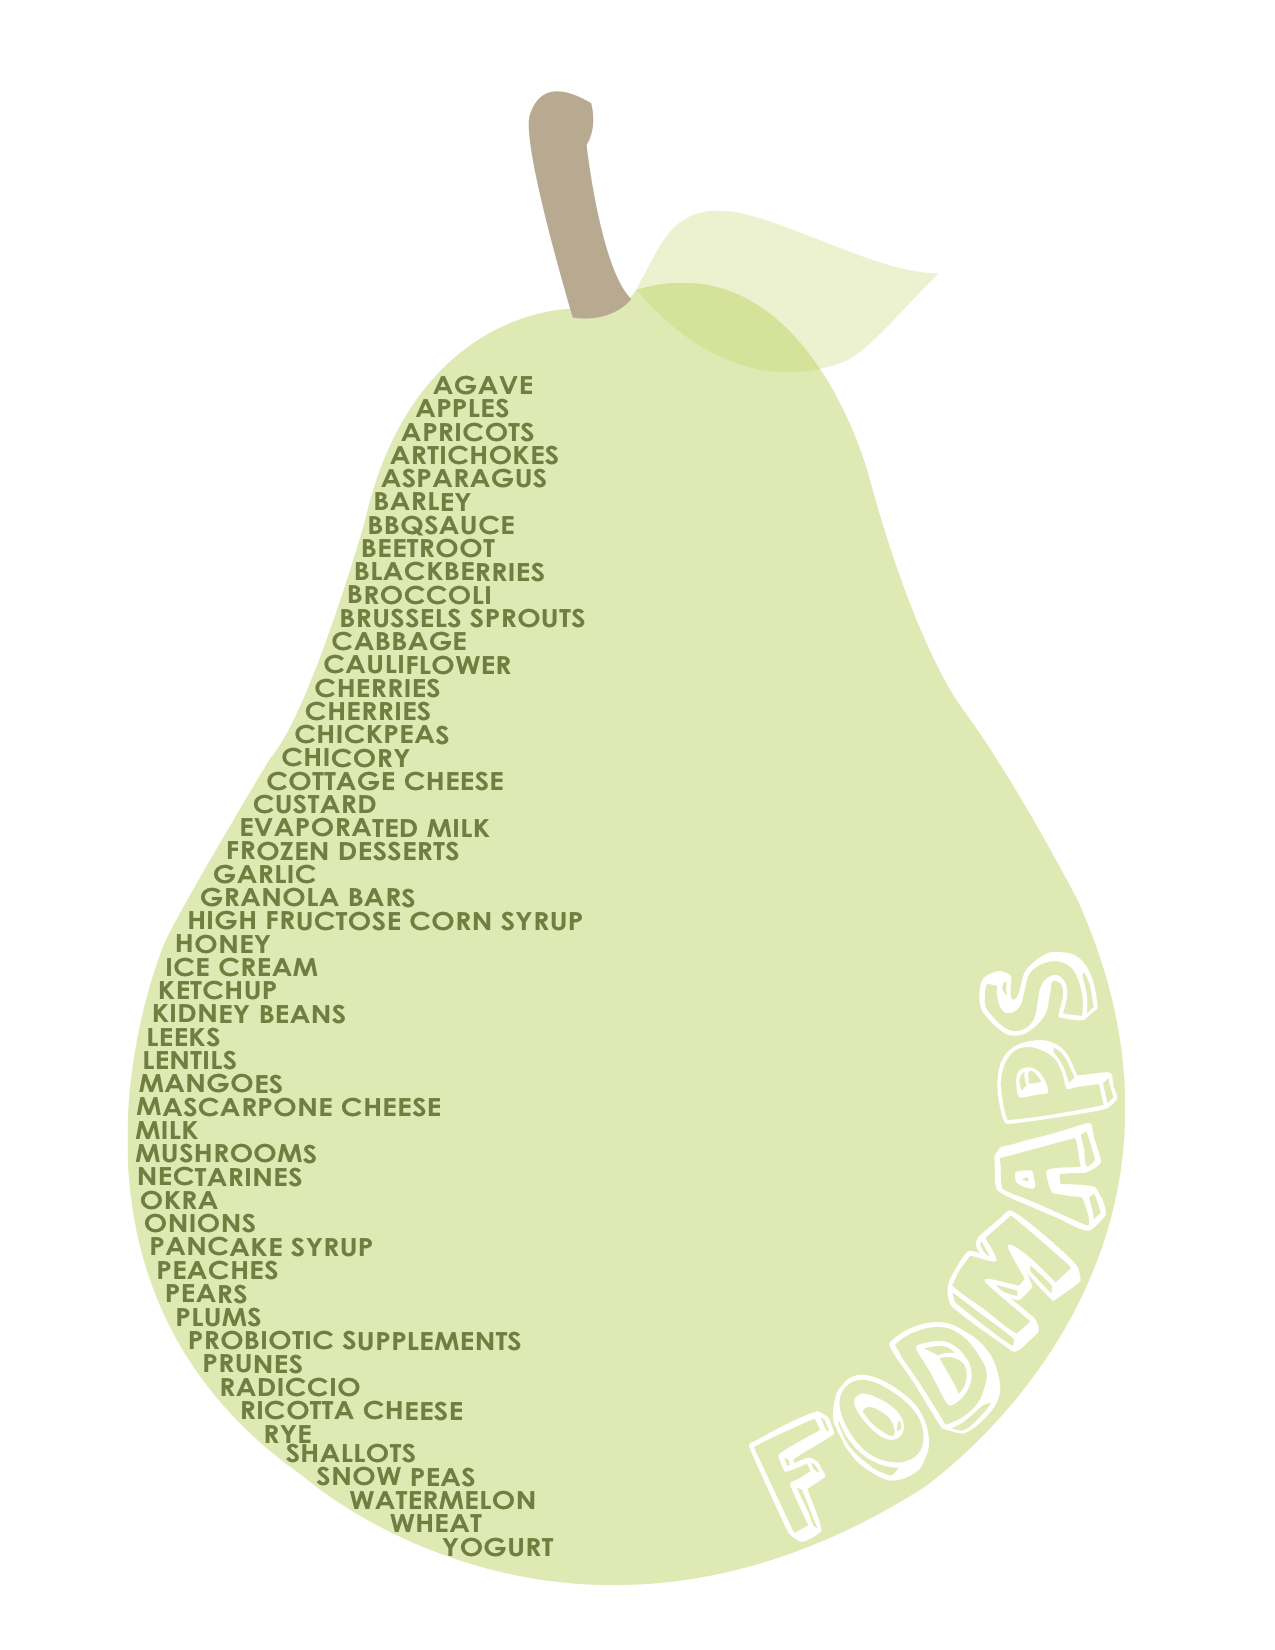 AGAVE
APPLES
APRICOTS
ARTICHOKES
ASPARAGUS
BARLEY
BBQSAUCE
BEETROOT
BLACKBERRIES
BROCCOLI
BRUSSELS SPROUTS
CABBAGE
CAULIFLOWER
CHERRIES
CHERRIES
CHICKPEAS
CHICORY
COTTAGE CHEESE
CUSTARD
EVAPORATED MILK
FROZEN DESSERTS
GARLIC
GRANOLA BARS
HIGH FRUCTOSE CORN SYRUP
HONEY
ICE CREAM
KETCHUP
KIDNEY BEANS
LEEKS
LENTILS
MANGOES
MASCARPONE CHEESE
MILK
MUSHROOMS
NECTARINES
OKRA
ONIONS
PANCAKE SYRUP
PEACHES
PEARS
PLUMS
PROBIOTIC SUPPLEMENTS
PRUNES
RADICCIO
RICOTTA CHEESE
RYE
SHALLOTS
SNOW PEAS
WATERMELON
WHEAT
YOGURT
FODMAPS